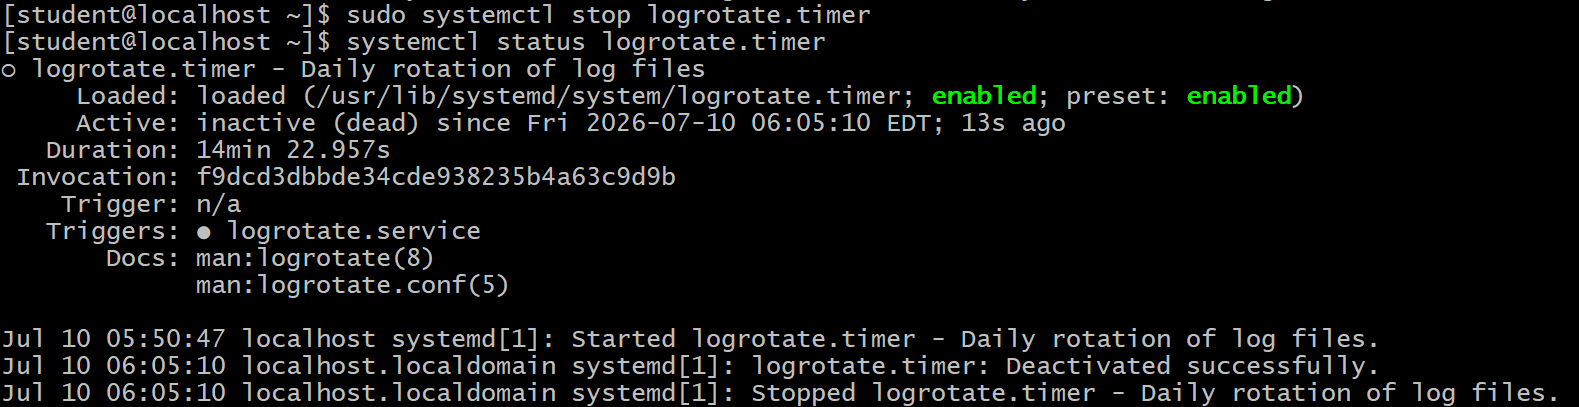 [student@localhost ~]$ sudo systemctl stop logrotate.timer
[student@localhost ~]$ systemctl status logrotate.timer
○ logrotate.timer - Daily rotation of log files
     Loaded: loaded (/usr/lib/systemd/system/logrotate.timer; enabled; preset: enabled)
     Active: inactive (dead) since Fri 2026-07-10 06:05:10 EDT; 13s ago
   Duration: 14min 22.957s
 Invocation: f9dcd3dbbde34cde938235b4a63c9d9b
    Trigger: n/a
   Triggers: ● logrotate.service
       Docs: man:logrotate(8)
             man:logrotate.conf(5)

Jul 10 05:50:47 localhost systemd[1]: Started logrotate.timer - Daily rotation of log files.
Jul 10 06:05:10 localhost.localdomain systemd[1]: logrotate.timer: Deactivated successfully.
Jul 10 06:05:10 localhost.localdomain systemd[1]: Stopped logrotate.timer - Daily rotation of log files.